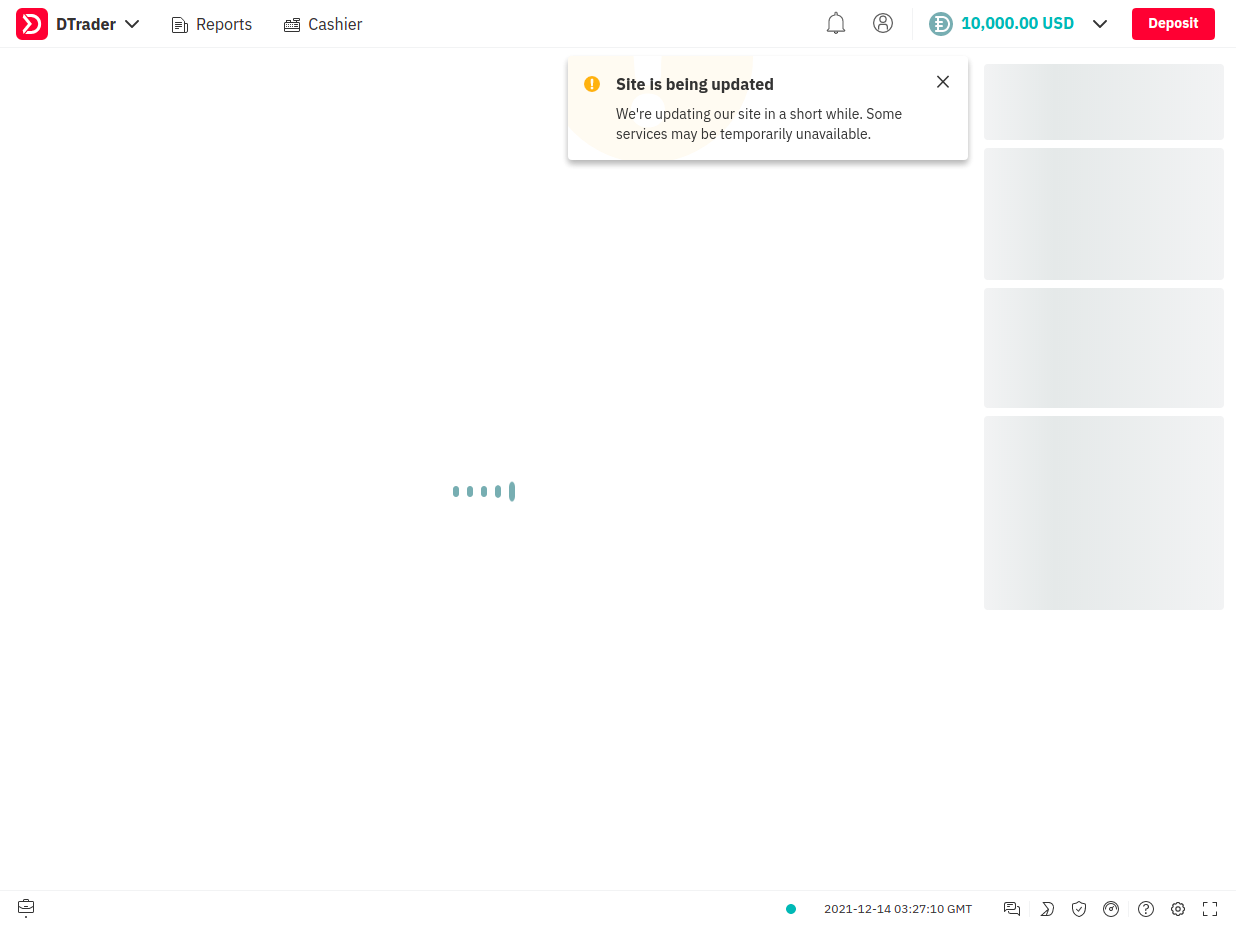 DTrader
Reports
Cashier
10,000.00 USD
Deposit
Site is being updated
We're updating our site in a short while. Some
services may be temporarily unavailable.
2021-12-14 03:27:10 GMT